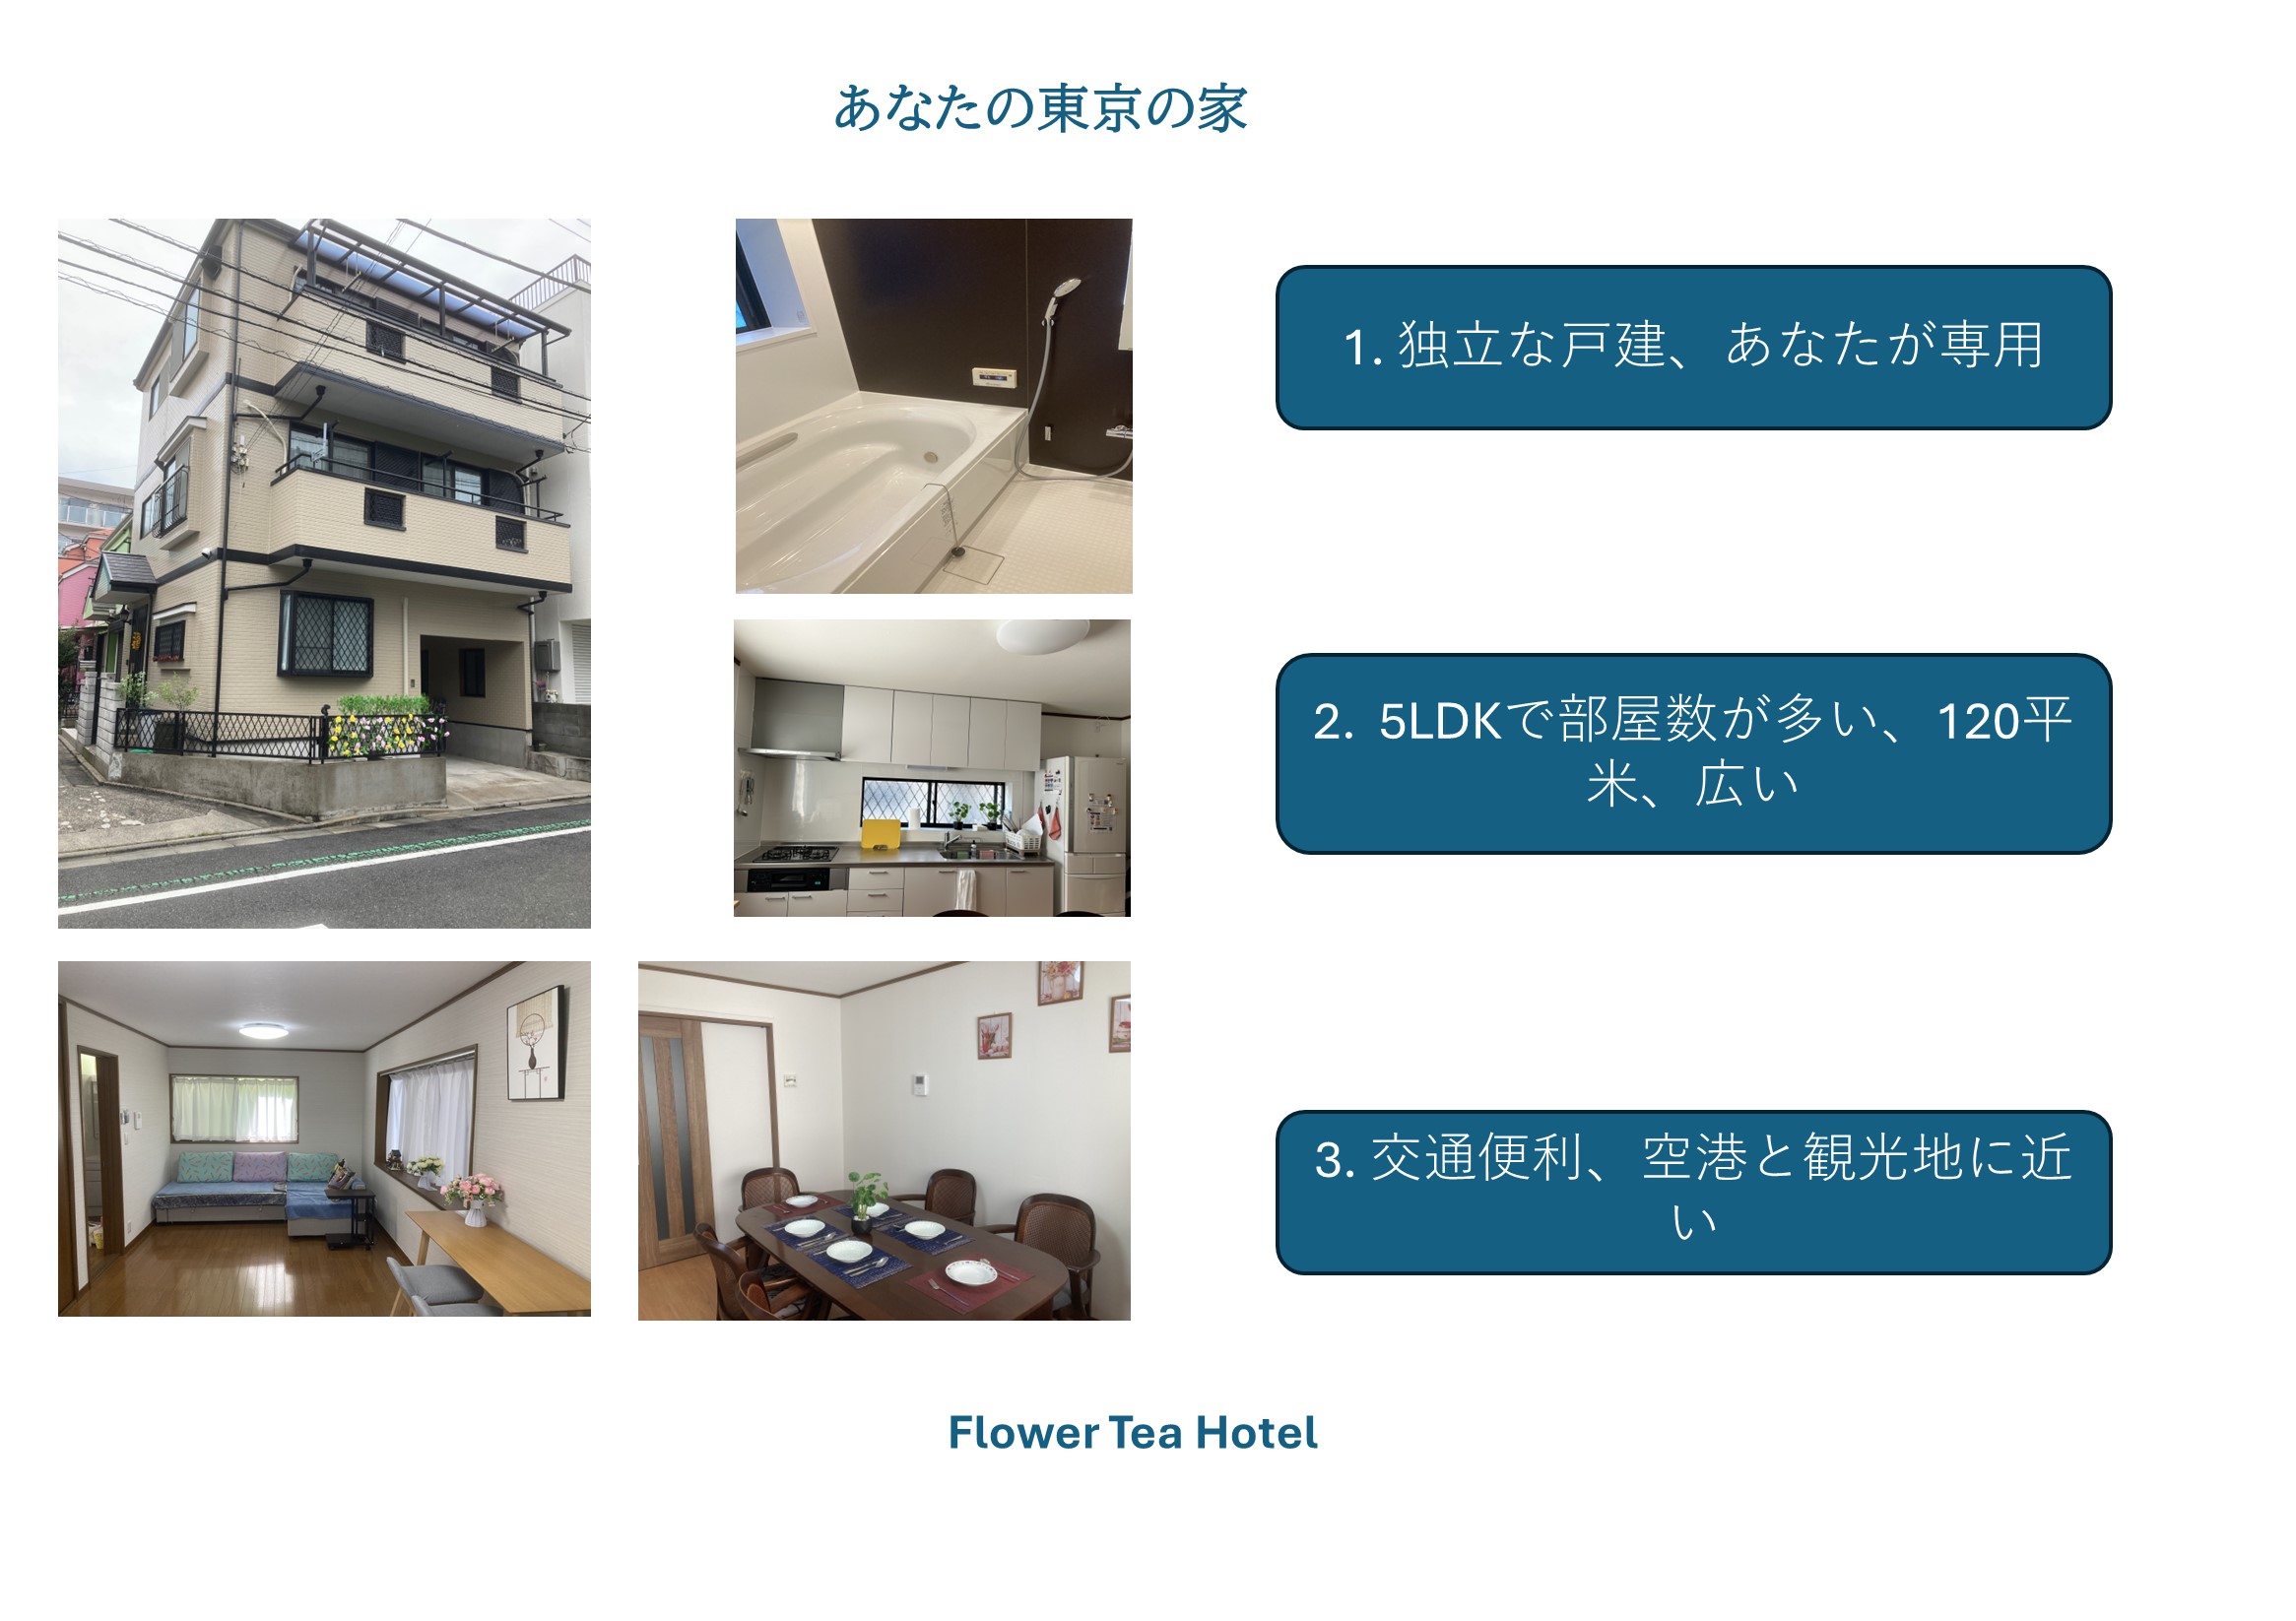 あなたの東京の家
1. 独立な戸建、あなたが専用
2. 5LDKで部屋数が多い、120平
米、広い
3. 交通便利、空港と観光地に近
い
Flower Tea Hotel